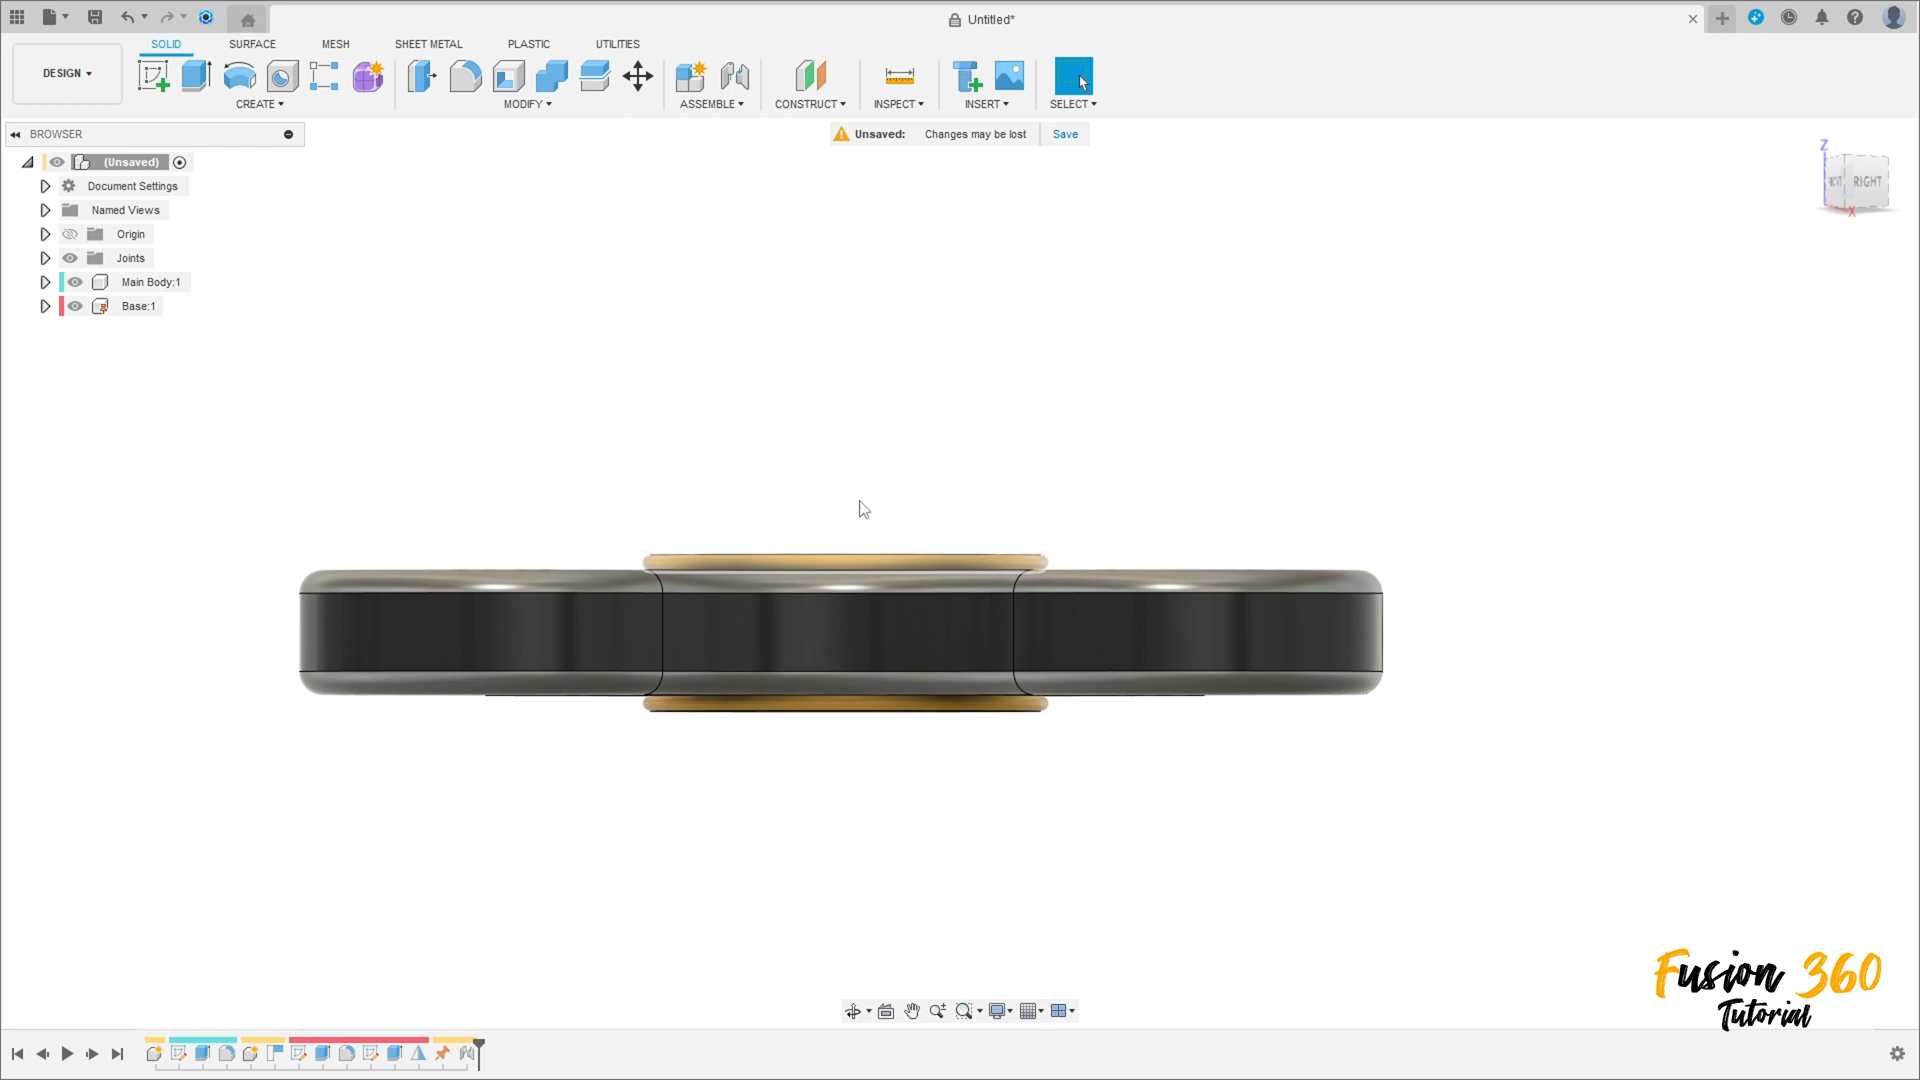 Untitled*
SOLID SURFACE MESH SHEET METAL PLASTIC UTILITIES
DESIGN
CREATE MODIFY ASSEMBLE CONSTRUCT INSPECT INSERT SELECT
BROWSER
Unsaved: Changes may be lost Save
(Unsaved)
Document Settings
Named Views
Origin
Joints
Main Body:1
Base:1
Z
RIGHT
X
Fusion 360
Tutorial